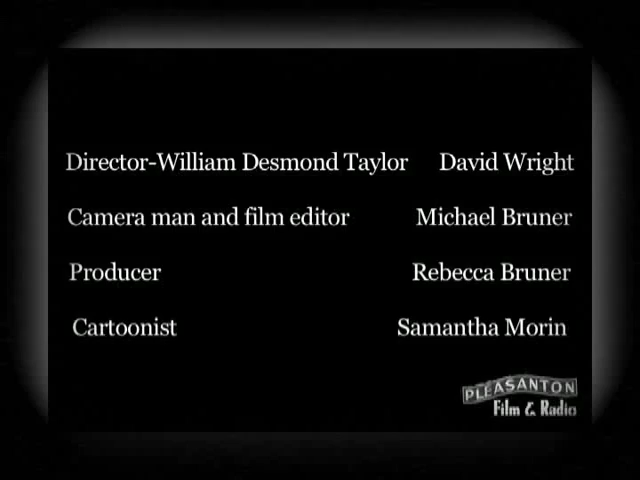 Director-William Desmond Taylor David Wright
Camera man and film editor Michael Bruner
Producer Rebecca Bruner
Cartoonist Samantha Morin
PLEASANTON
Film & Radio